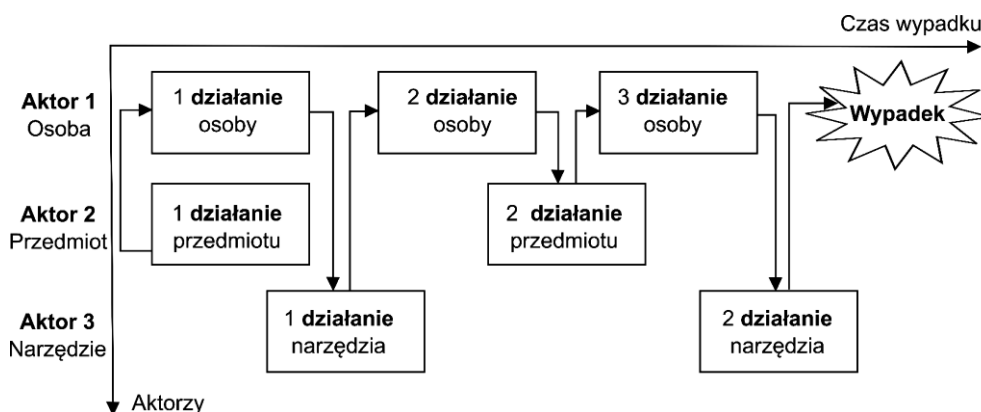 Czas wypadku
Aktor 1
Osoba
1 działanie
osoby
2 działanie
osoby
3 działanie
osoby
Wypadek
Aktor 2
Przedmiot
1 działanie
przedmiotu
2 działanie
przedmiotu
Aktor 3
Narzędzie
1 działanie
narzędzia
2 działanie
narzędzia
Aktorzy